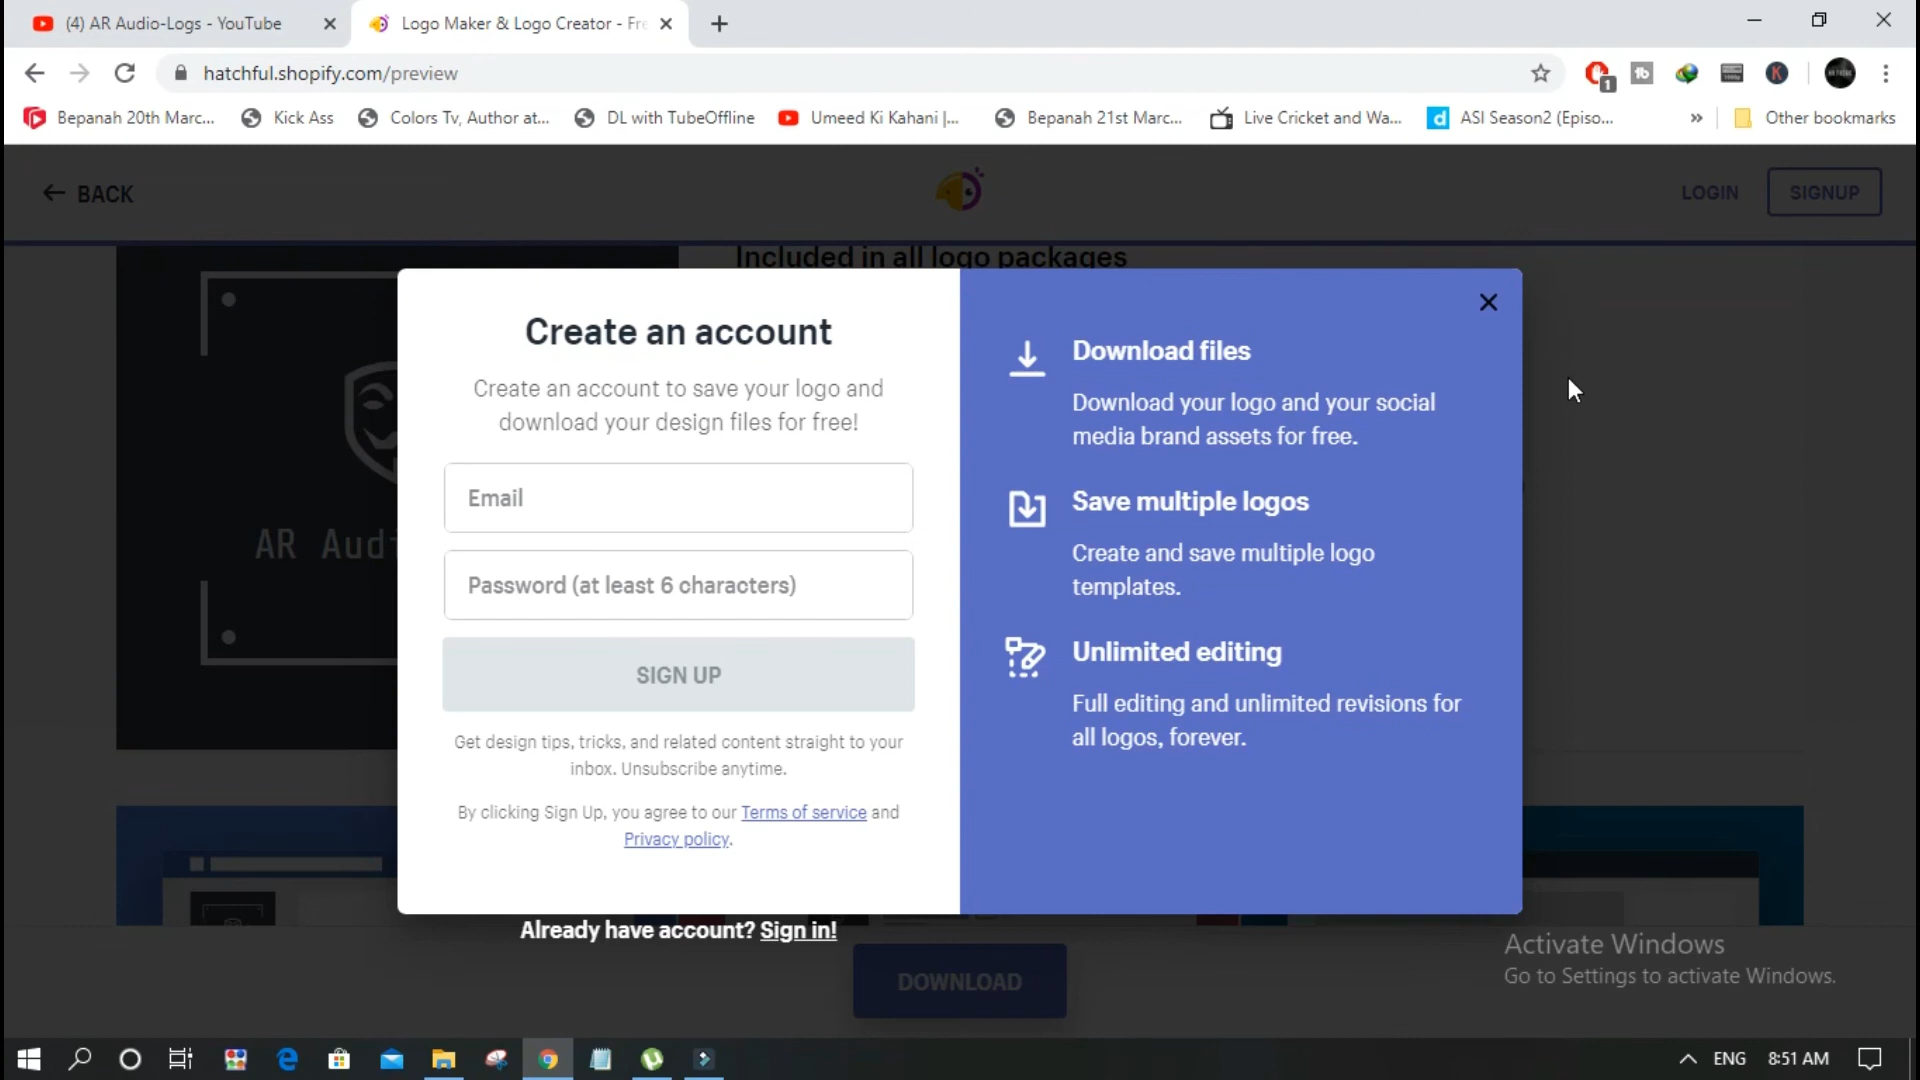 (4) AR Audio-Logs - YouTube
Logo Maker & Logo Creator - Fre
hatchful.shopify.com/preview
1
Bepanah 20th Marc...
Kick Ass
Colors Tv, Author at...
DL with TubeOffline
Umeed Ki Kahani |...
Bepanah 21st Marc...
Live Cricket and Wa...
ASI Season2 (Episo...
»
Other bookmarks
BACK
LOGIN
SIGNUP
Included in all logo packages
AR Audi
Create an account
Create an account to save your logo and
download your design files for free!
Email
Password (at least 6 characters)
SIGN UP
Get design tips, tricks, and related content straight to your
inbox. Unsubscribe anytime.
By clicking Sign Up, you agree to our Terms of service and
Privacy policy.
Already have account? Sign in!
Download files
Download your logo and your social
media brand assets for free.
Save multiple logos
Create and save multiple logo
templates.
Unlimited editing
Full editing and unlimited revisions for
all logos, forever.
DOWNLOAD
Activate Windows
Go to Settings to activate Windows.
ENG
8:51 AM